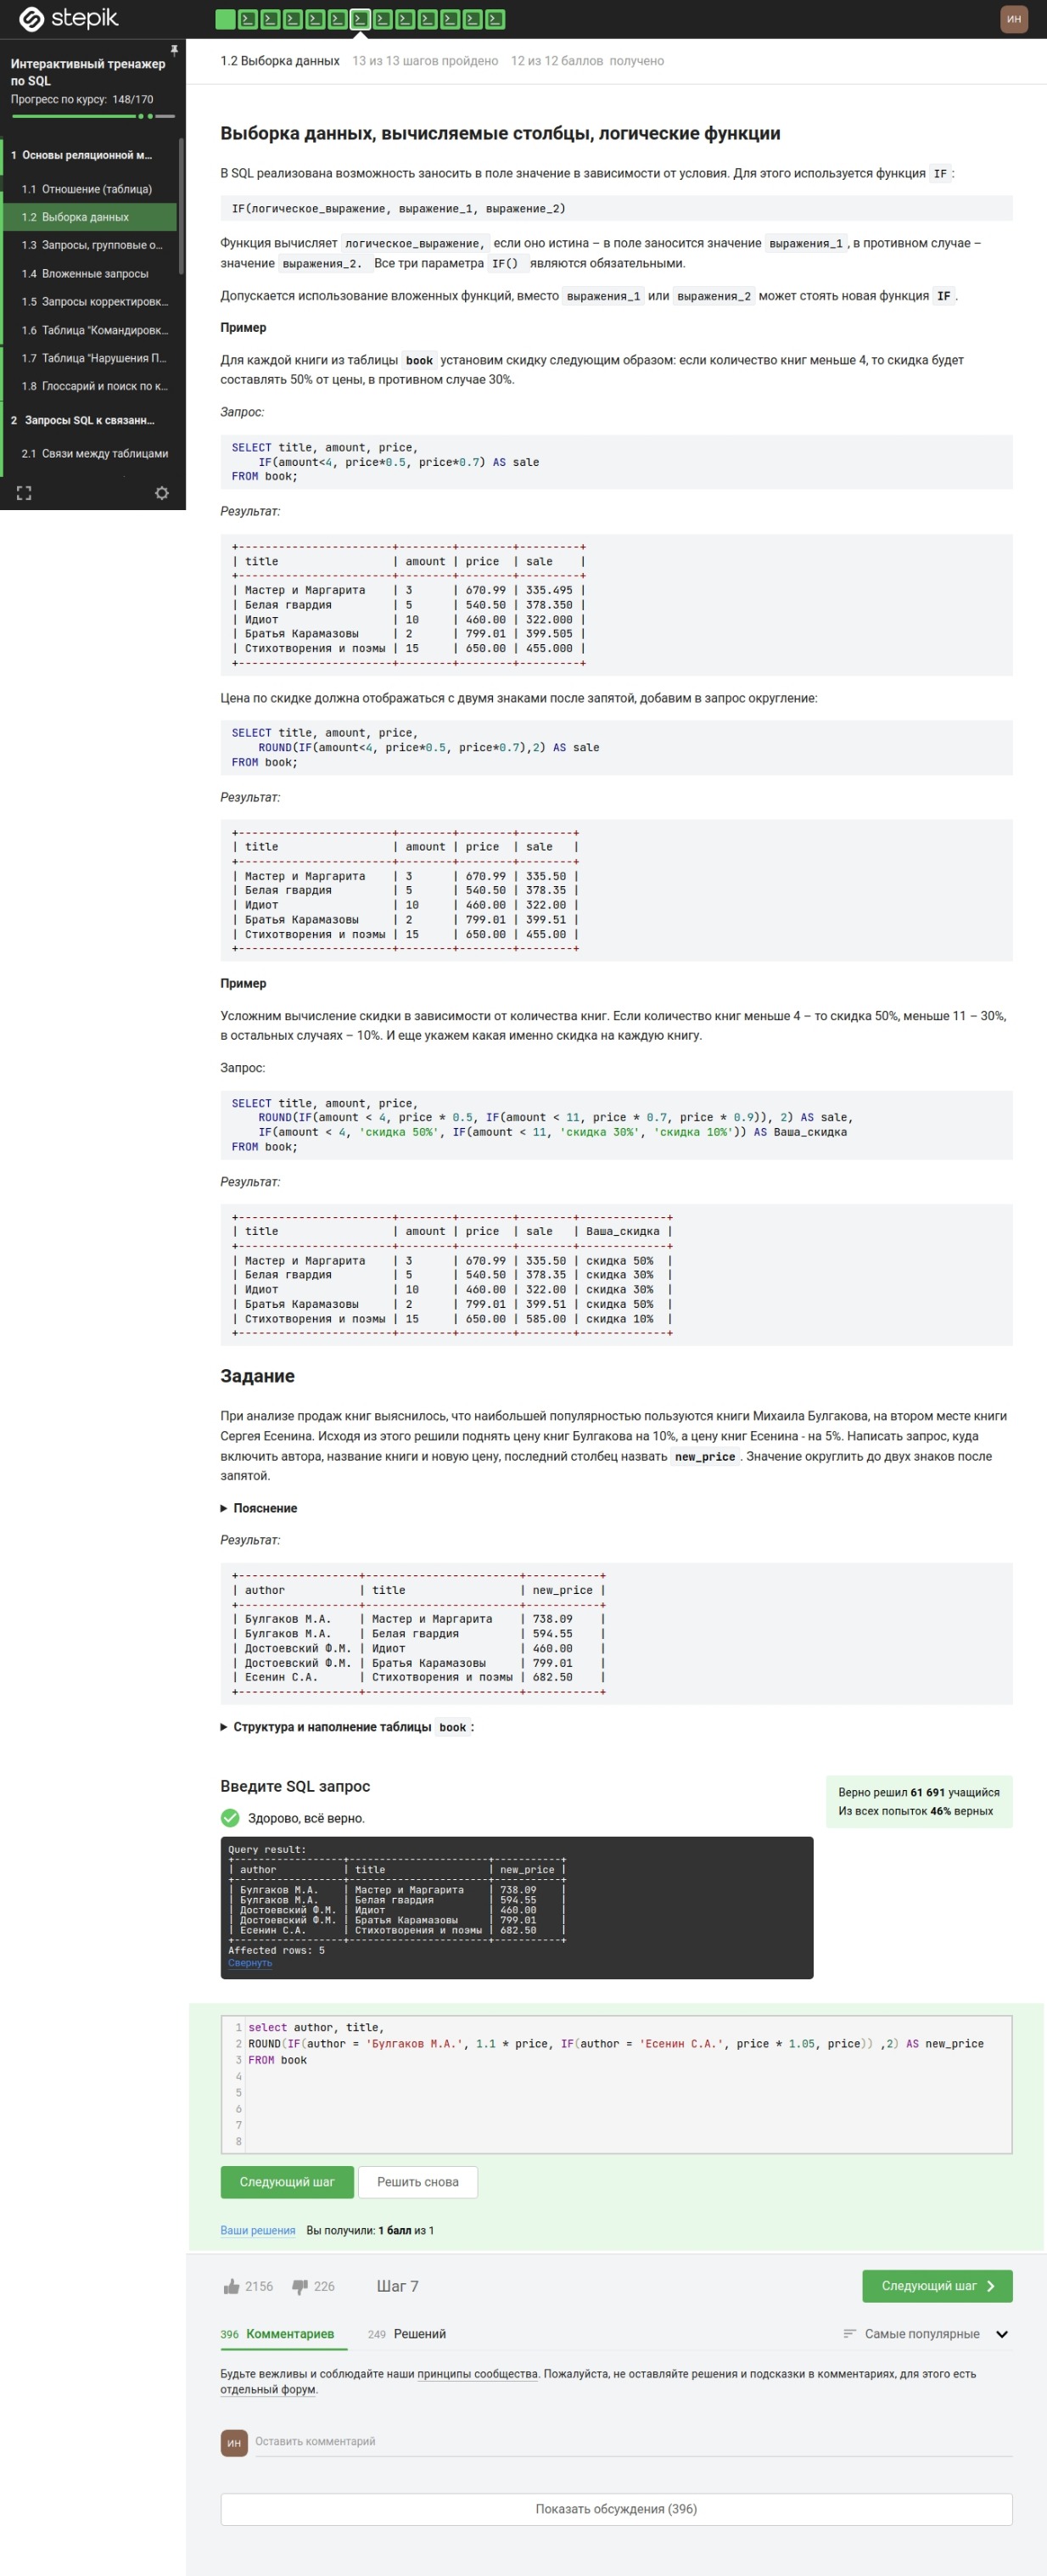 stepik
ИН
Интерактивный тренажер
по SQL
Прогресс по курсу: 148/170
1 Основы реляционной м...
1.1 Отношение (таблица)
1.2 Выборка данных
1.3 Запросы, групповые о...
1.4 Вложенные запросы
1.5 Запросы корректировк...
1.6 Таблица "Командировк...
1.7 Таблица "Нарушения П...
1.8 Глоссарий и поиск по к...
2 Запросы SQL к связанн...
2.1 Связи между таблицами
1.2 Выборка данных 13 из 13 шагов пройдено 12 из 12 баллов получено
Выборка данных, вычисляемые столбцы, логические функции
В SQL реализована возможность заносить в поле значение в зависимости от условия. Для этого используется функция IF:
IF(логическое_выражение, выражение_1, выражение_2)
Функция вычисляет логическое_выражение, если оно истина – в поле заносится значение выражения_1, в противном случае –
значение выражения_2. Все три параметра IF() являются обязательными.
Допускается использование вложенных функций, вместо выражения_1 или выражения_2 может стоять новая функция IF.
Пример
Для каждой книги из таблицы book установим скидку следующим образом: если количество книг меньше 4, то скидка будет
составлять 50% от цены, в противном случае 30%.
Запрос:
SELECT title, amount, price,
IF(amount<4, price*0.5, price*0.7) AS sale
FROM book;
Результат:
+-----------------------+--------+--------+---------+
| title | amount | price | sale |
+-----------------------+--------+--------+---------+
| Мастер и Маргарита | 3 | 670.99 | 335.495 |
| Белая гвардия | 5 | 540.50 | 378.350 |
| Идиот | 10 | 460.00 | 322.000 |
| Братья Карамазовы | 2 | 799.01 | 399.505 |
| Стихотворения и поэмы | 15 | 650.00 | 455.000 |
+-----------------------+--------+--------+---------+
Цена по скидке должна отображаться с двумя знаками после запятой, добавим в запрос округление:
SELECT title, amount, price,
ROUND(IF(amount<4, price*0.5, price*0.7),2) AS sale
FROM book;
Результат:
+-----------------------+--------+--------+--------+
| title | amount | price | sale |
+-----------------------+--------+--------+--------+
| Мастер и Маргарита | 3 | 670.99 | 335.50 |
| Белая гвардия | 5 | 540.50 | 378.35 |
| Идиот | 10 | 460.00 | 322.00 |
| Братья Карамазовы | 2 | 799.01 | 399.51 |
| Стихотворения и поэмы | 15 | 650.00 | 455.00 |
+-----------------------+--------+--------+--------+
Пример
Усложним вычисление скидки в зависимости от количества книг. Если количество книг меньше 4 – то скидка 50%, меньше 11 – 30%,
в остальных случаях – 10%. И еще укажем какая именно скидка на каждую книгу.
Запрос:
SELECT title, amount, price,
ROUND(IF(amount < 4, price * 0.5, IF(amount < 11, price * 0.7, price * 0.9)), 2) AS sale,
IF(amount < 4, 'скидка 50%', IF(amount < 11, 'скидка 30%', 'скидка 10%')) AS Ваша_скидка
FROM book;
Результат:
+-----------------------+--------+--------+--------+-------------+
| title | amount | price | sale | Ваша_скидка |
+-----------------------+--------+--------+--------+-------------+
| Мастер и Маргарита | 3 | 670.99 | 335.50 | скидка 50% |
| Белая гвардия | 5 | 540.50 | 378.35 | скидка 30% |
| Идиот | 10 | 460.00 | 322.00 | скидка 30% |
| Братья Карамазовы | 2 | 799.01 | 399.51 | скидка 50% |
| Стихотворения и поэмы | 15 | 650.00 | 585.00 | скидка 10% |
+-----------------------+--------+--------+--------+-------------+
Задание
При анализе продаж книг выяснилось, что наибольшей популярностью пользуются книги Михаила Булгакова, на втором месте книги
Сергея Есенина. Исходя из этого решили поднять цену книг Булгакова на 10%, а цену книг Есенина - на 5%. Написать запрос, куда
включить автора, название книги и новую цену, последний столбец назвать new_price. Значение округлить до двух знаков после
запятой.
Пояснение
Результат:
+------------------+-----------------------+-----------+
| author | title | new_price |
+------------------+-----------------------+-----------+
| Булгаков М.А. | Мастер и Маргарита | 738.09 |
| Булгаков М.А. | Белая гвардия | 594.55 |
| Достоевский Ф.М. | Идиот | 460.00 |
| Достоевский Ф.М. | Братья Карамазовы | 799.01 |
| Есенин С.А. | Стихотворения и поэмы | 682.50 |
+------------------+-----------------------+-----------+
Структура и наполнение таблицы book:
Введите SQL запрос
Верно решил 61 691 учащийся
Из всех попыток 46% верных
Здорово, всё верно.
Query result:
+------------------+-----------------------+-----------+
| author | title | new_price |
+------------------+-----------------------+-----------+
| Булгаков М.А. | Мастер и Маргарита | 738.09 |
| Булгаков М.А. | Белая гвардия | 594.55 |
| Достоевский Ф.М. | Идиот | 460.00 |
| Достоевский Ф.М. | Братья Карамазовы | 799.01 |
| Есенин С.А. | Стихотворения и поэмы | 682.50 |
+------------------+-----------------------+-----------+
Affected rows: 5
Свернуть
1 select author, title,
2 ROUND(IF(author = 'Булгаков М.А.', 1.1 * price, IF(author = 'Есенин С.А.', price * 1.05, price)) ,2) AS new_price
3 FROM book
4
5
6
7
8
Следующий шаг Решить снова
Ваши решения Вы получили: 1 балл из 1
2156 226 Шаг 7 Следующий шаг
396 Комментариев 249 Решений Самые популярные
Будьте вежливы и соблюдайте наши принципы сообщества. Пожалуйста, не оставляйте решения и подсказки в комментариях, для этого есть
отдельный форум.
ИН Оставить комментарий
Показать обсуждения (396)